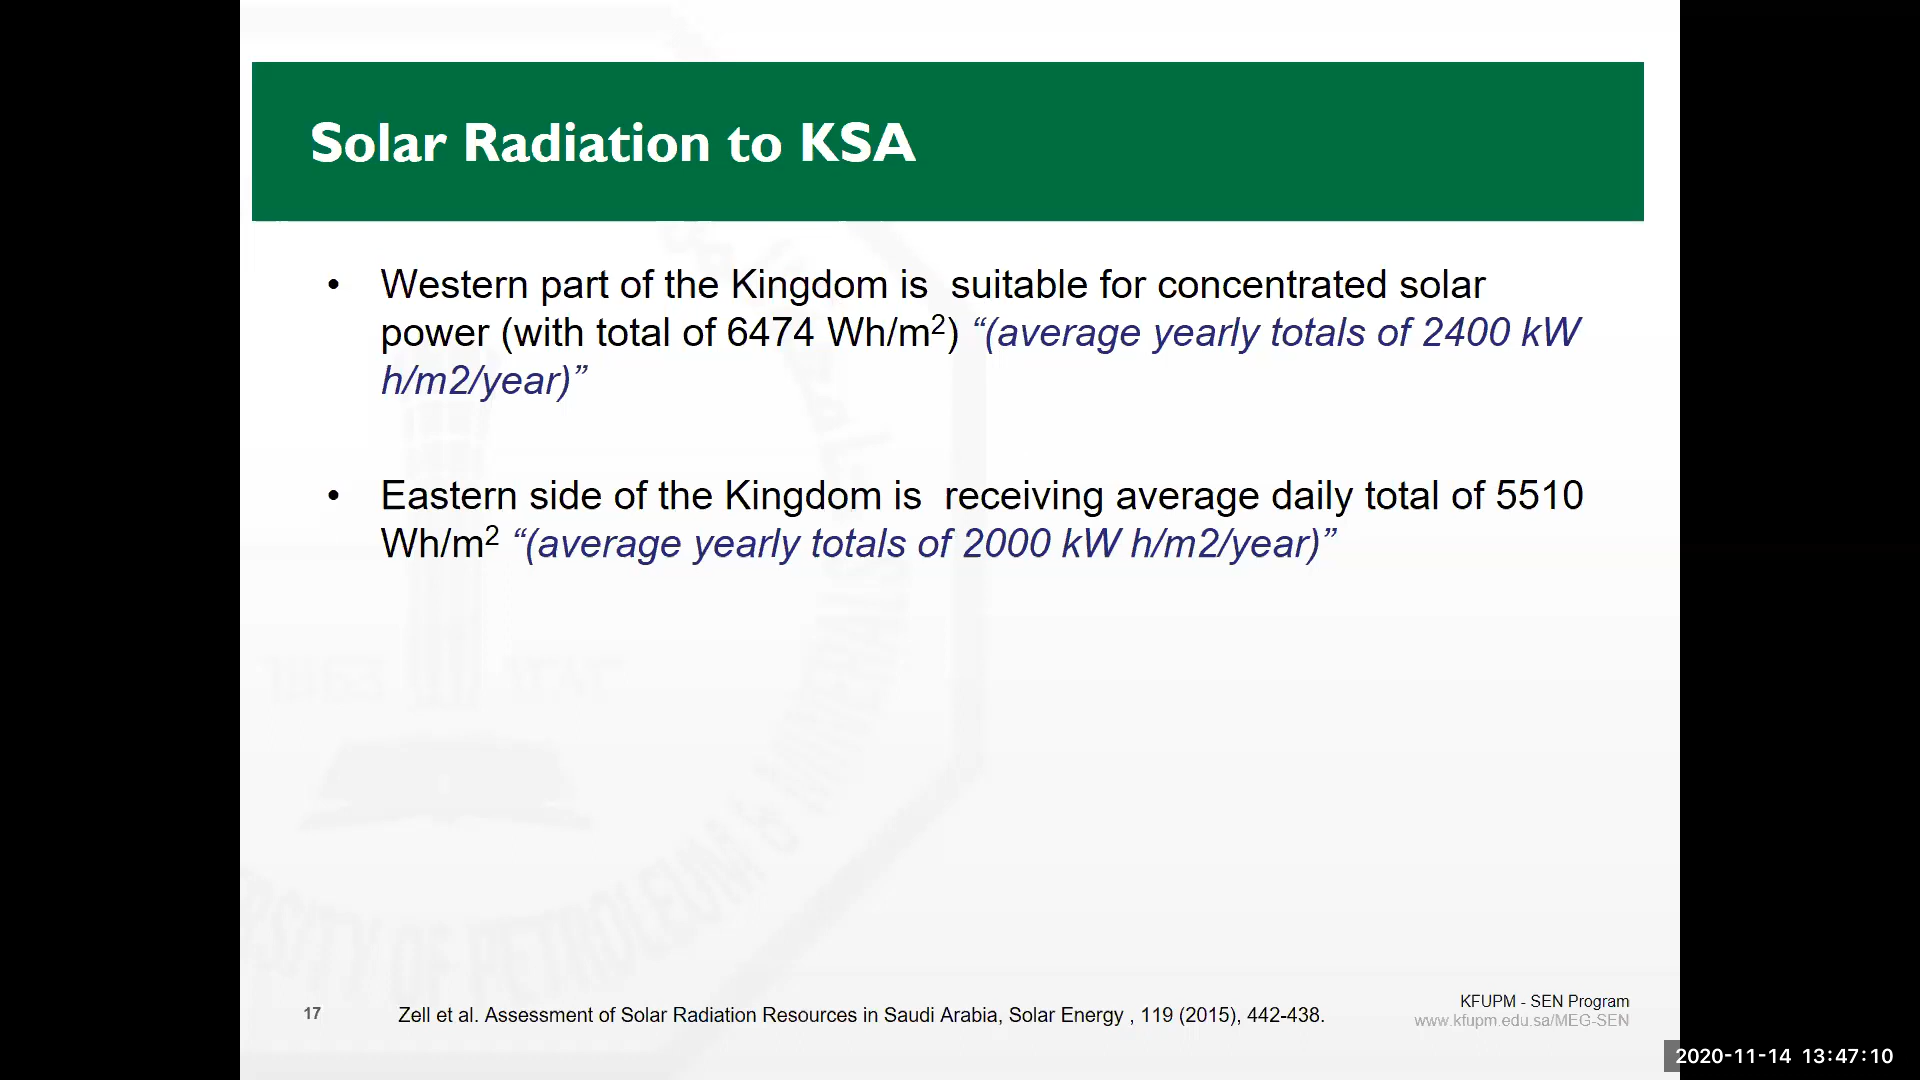 Solar Radiation to KSA
• Western part of the Kingdom is  suitable for concentrated solar
power (with total of 6474 Wh/m²) “(average yearly totals of 2400 kW
h/m2/year)”
• Eastern side of the Kingdom is  receiving average daily total of 5510
Wh/m² “(average yearly totals of 2000 kW h/m2/year)”
17
Zell et al. Assessment of Solar Radiation Resources in Saudi Arabia, Solar Energy , 119 (2015), 442-438.
KFUPM - SEN Program
www.kfupm.edu.sa/MEG-SEN
2020-11-14 13:47:10